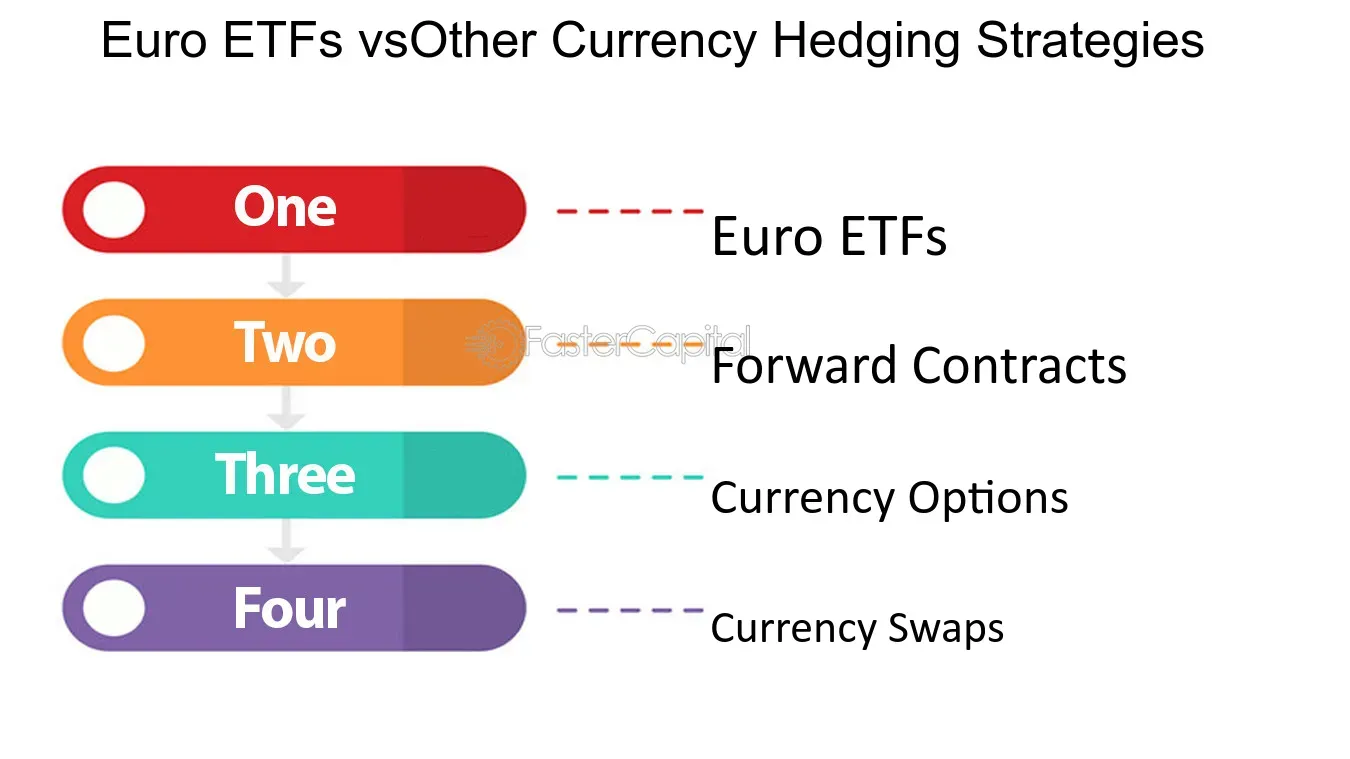 Euro ETFs vsOther Currency Hedging Strategies
One
Euro ETFs
Two
FasterCapital
Forward Contracts
Three
Currency Options
Four
Currency Swaps